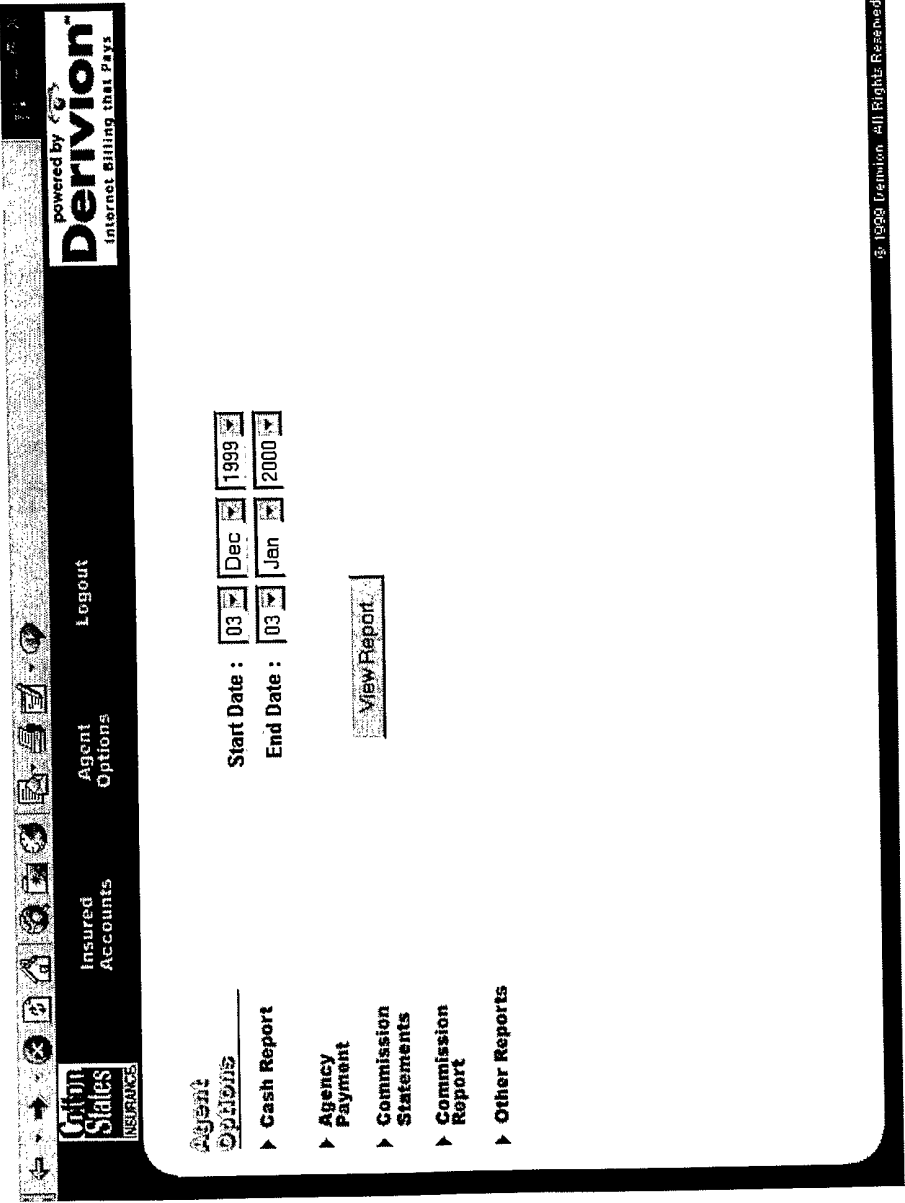 Cotton
States
INSURANCE
Insured
Accounts
Agent
Options
Logout
powered by
Derivion™
Internet Billing that Pays
Agent
Options
Cash Report
Agency
Payment
Commission
Statements
Commission
Report
Other Reports
Start Date : 03 Dec 1999
End Date : 03 Jan 2000
View Report
© 1999 Derivion All Rights Reserved